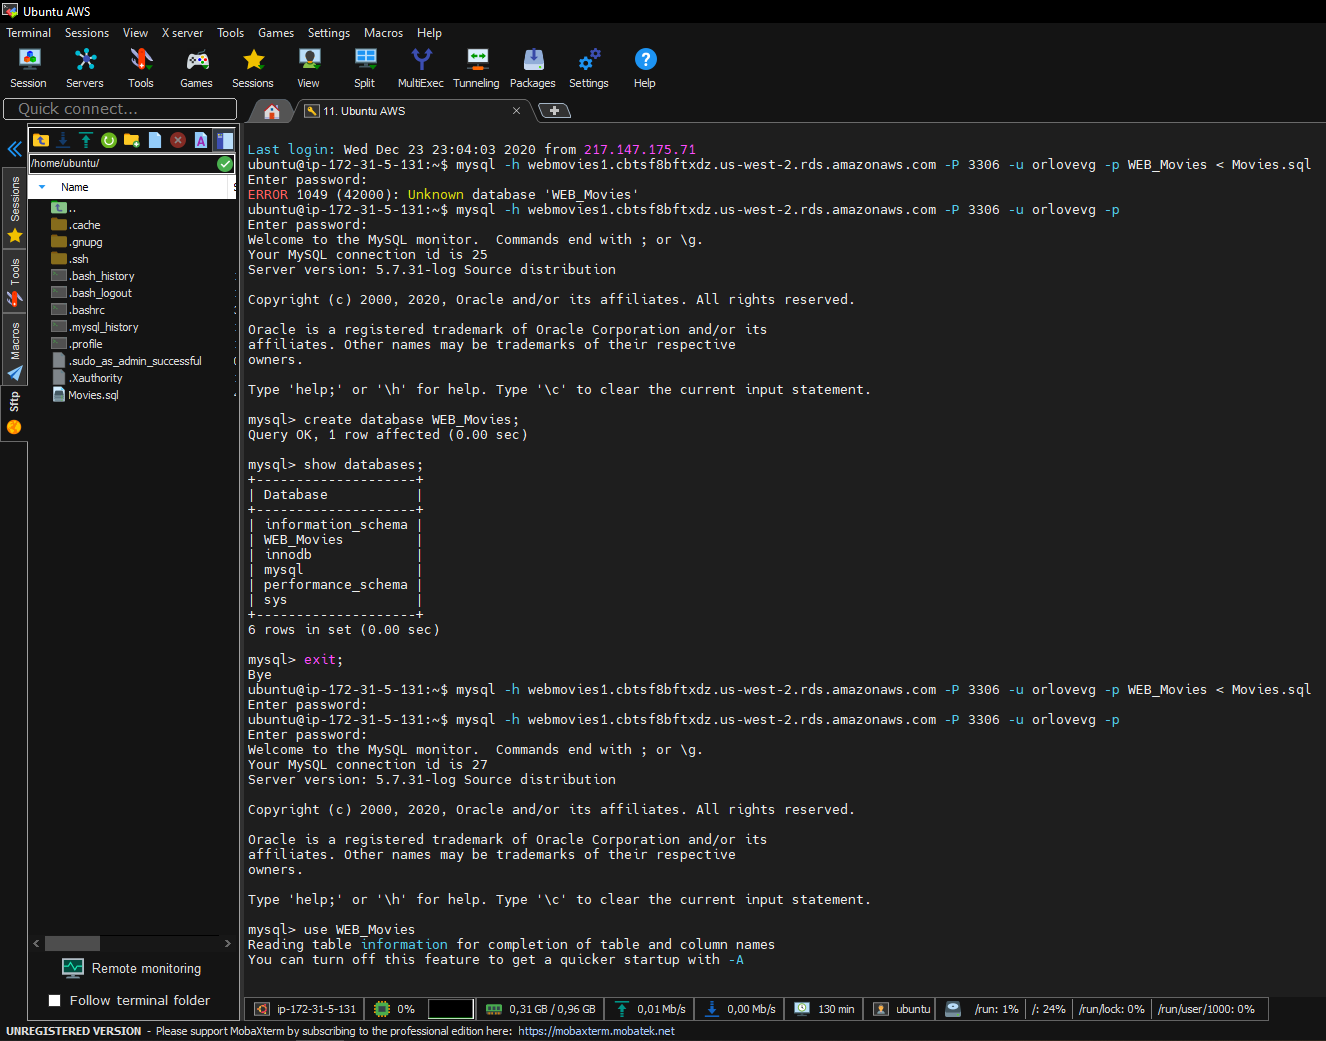 Ubuntu AWS
Terminal Sessions View X server Tools Games Settings Macros Help
Session Servers Tools Games Sessions View Split MultiExec Tunneling Packages Settings Help
Quick connect...
11. Ubuntu AWS
/home/ubuntu/
Name
..
.cache
.gnupg
.ssh
.bash_history
.bash_logout
.bashrc
.mysql_history
.profile
.sudo_as_admin_successful
.Xauthority
Movies.sql
Sessions
Tools
Macros
Sftp
Remote monitoring
Follow terminal folder
Last login: Wed Dec 23 23:04:03 2020 from 217.147.175.71
ubuntu@ip-172-31-5-131:~$ mysql -h webmovies1.cbtsf8bftxdz.us-west-2.rds.amazonaws.com -P 3306 -u orlovevg -p WEB_Movies < Movies.sql
Enter password:
ERROR 1049 (42000): Unknown database 'WEB_Movies'
ubuntu@ip-172-31-5-131:~$ mysql -h webmovies1.cbtsf8bftxdz.us-west-2.rds.amazonaws.com -P 3306 -u orlovevg -p
Enter password:
Welcome to the MySQL monitor.  Commands end with ; or \g.
Your MySQL connection id is 25
Server version: 5.7.31-log Source distribution
Copyright (c) 2000, 2020, Oracle and/or its affiliates. All rights reserved.
Oracle is a registered trademark of Oracle Corporation and/or its
affiliates. Other names may be trademarks of their respective
owners.
Type 'help;' or '\h' for help. Type '\c' to clear the current input statement.
mysql> create database WEB_Movies;
Query OK, 1 row affected (0.00 sec)
mysql> show databases;
+--------------------+
| Database           |
+--------------------+
| information_schema |
| WEB_Movies         |
| innodb             |
| mysql              |
| performance_schema |
| sys                |
+--------------------+
6 rows in set (0.00 sec)
mysql> exit;
Bye
ubuntu@ip-172-31-5-131:~$ mysql -h webmovies1.cbtsf8bftxdz.us-west-2.rds.amazonaws.com -P 3306 -u orlovevg -p WEB_Movies < Movies.sql
Enter password:
ubuntu@ip-172-31-5-131:~$ mysql -h webmovies1.cbtsf8bftxdz.us-west-2.rds.amazonaws.com -P 3306 -u orlovevg -p
Enter password:
Welcome to the MySQL monitor.  Commands end with ; or \g.
Your MySQL connection id is 27
Server version: 5.7.31-log Source distribution
Copyright (c) 2000, 2020, Oracle and/or its affiliates. All rights reserved.
Oracle is a registered trademark of Oracle Corporation and/or its
affiliates. Other names may be trademarks of their respective
owners.
Type 'help;' or '\h' for help. Type '\c' to clear the current input statement.
mysql> use WEB_Movies
Reading table information for completion of table and column names
You can turn off this feature to get a quicker startup with -A
ip-172-31-5-131 0% 0,31 GB / 0,96 GB 0,01 Mb/s 0,00 Mb/s 130 min ubuntu /run: 1% /: 24% /run/lock: 0% /run/user/1000: 0%
UNREGISTERED VERSION - Please support MobaXterm by subscribing to the professional edition here: https://mobaxterm.mobatek.net